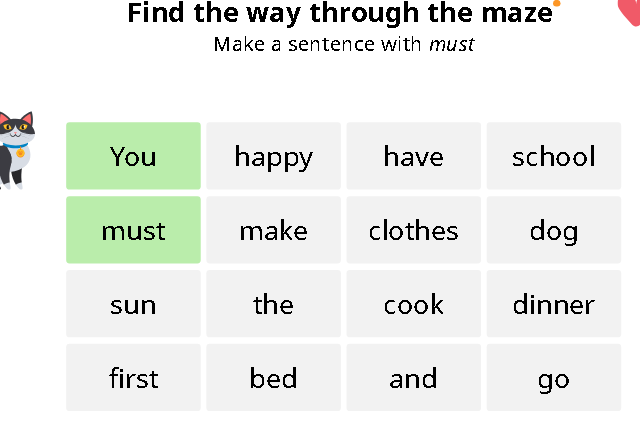 Find the way through the maze
Make a sentence with must
You happy have school
must make clothes dog
sun the cook dinner
first bed and go